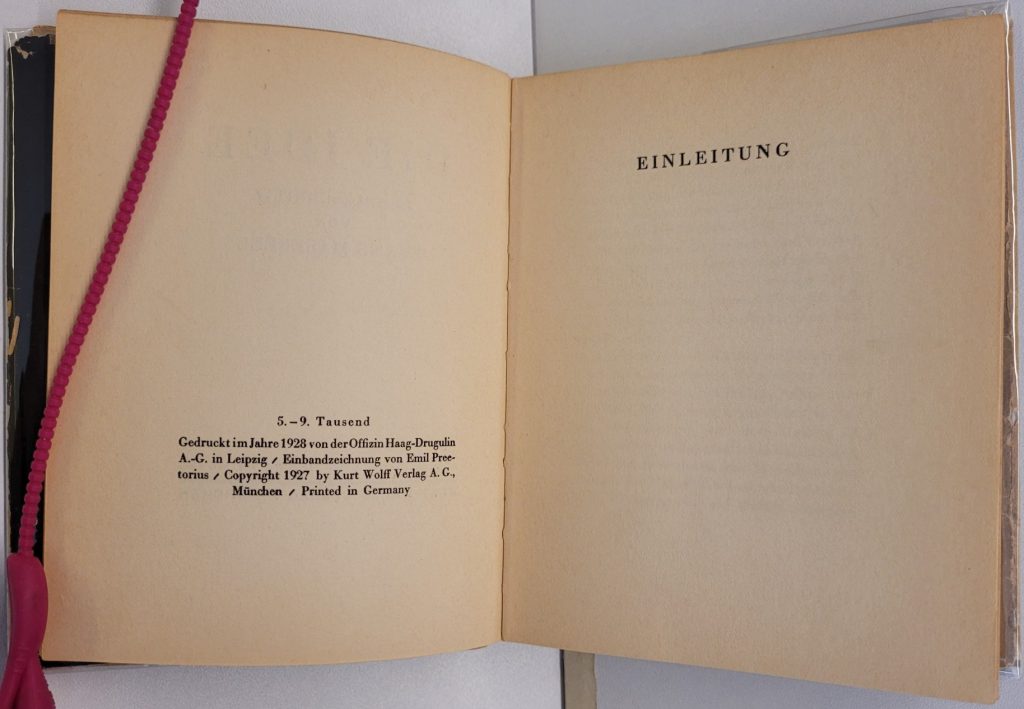 5.–9. Tausend
Gedruckt im Jahre 1928 von der Offizin Haag-Drugulin
A.-G. in Leipzig / Einbandzeichnung von Emil Pree-
torius / Copyright 1927 by Kurt Wolff Verlag A. G.,
München / Printed in Germany
EINLEITUNG